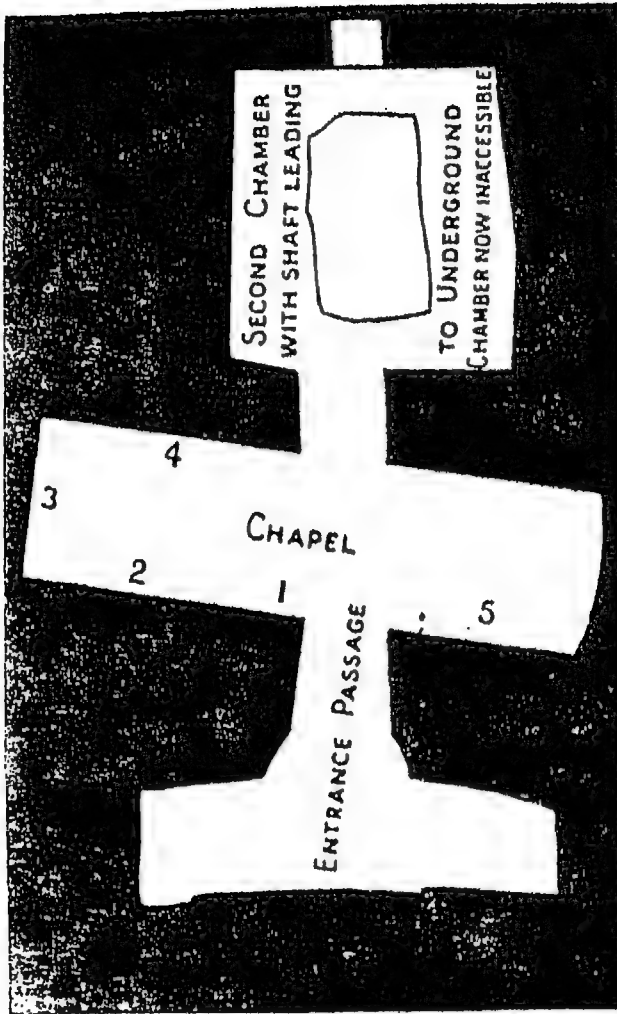 SECOND CHAMBER
WITH SHAFT LEADING
TO UNDERGROUND
CHAMBER NOW INACCESSIBLE
4
3
CHAPEL
2
1
5
ENTRANCE PASSAGE